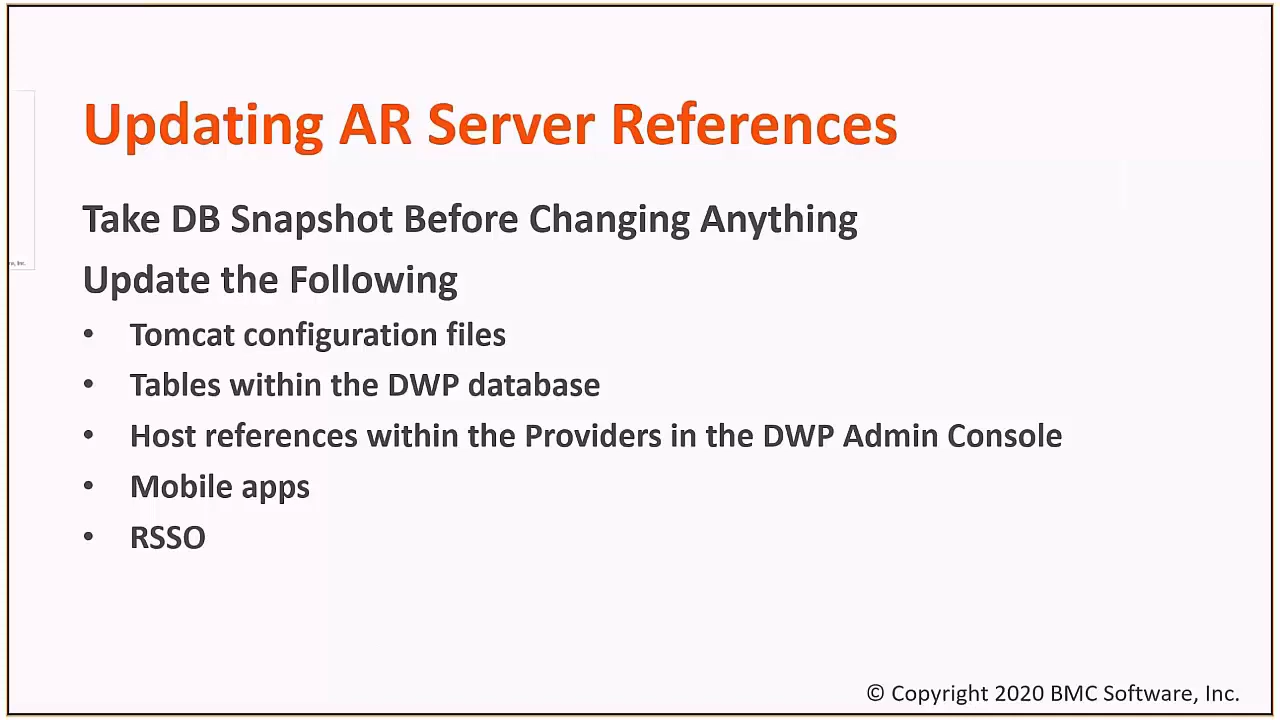 Updating AR Server References
Take DB Snapshot Before Changing Anything
Update the Following
• Tomcat configuration files
• Tables within the DWP database
• Host references within the Providers in the DWP Admin Console
• Mobile apps
• RSSO
© Copyright 2020 BMC Software, Inc.